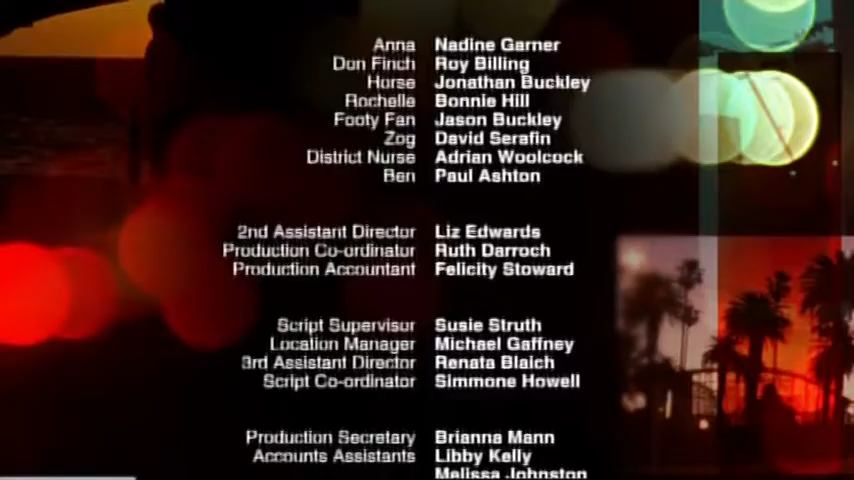 Anna Nadine Garner
Don Finch Roy Billing
Horse Jonathan Buckley
Rochelle Bonnie Hill
Footy Fan Jason Buckley
Zog David Serafin
District Nurse Adrian Woolcock
Ben Paul Ashton
2nd Assistant Director Liz Edwards
Production Co-ordinator Ruth Darroch
Production Accountant Felicity Stoward
Script Supervisor Susie Struth
Location Manager Michael Gaffney
3rd Assistant Director Renata Blaich
Script Co-ordinator Simmone Howell
Production Secretary Brianna Mann
Accounts Assistants Libby Kelly
Melissa Johnston